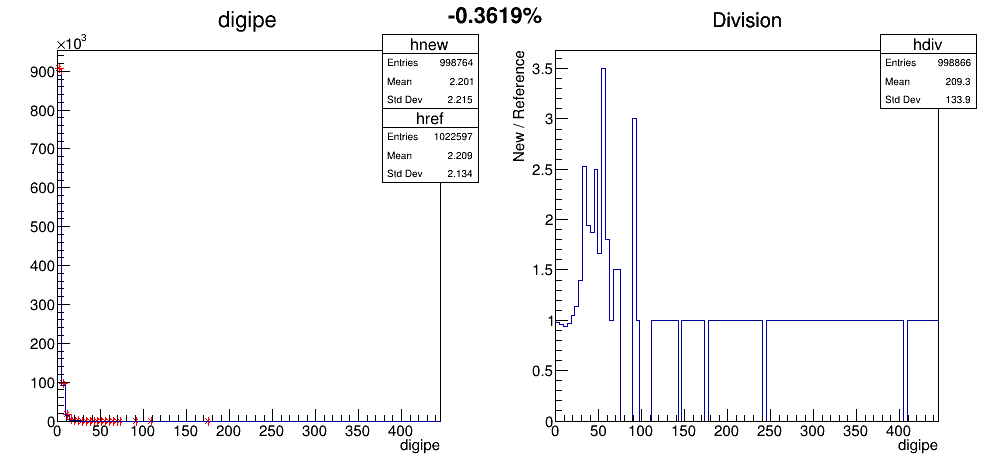 -0.3619%
digipe
×10³
hnew
Entries 998764
Mean 2.201
Std Dev 2.215
href
Entries 1022597
Mean 2.209
Std Dev 2.134
900
800
700
600
500
400
300
200
100
0
0 50 100 150 200 250 300 350 400
digipe
Division
hdiv
Entries 998866
Mean 209.3
Std Dev 133.9
New / Reference
3.5
3
2.5
2
1.5
1
0.5
0
0 50 100 150 200 250 300 350 400
digipe